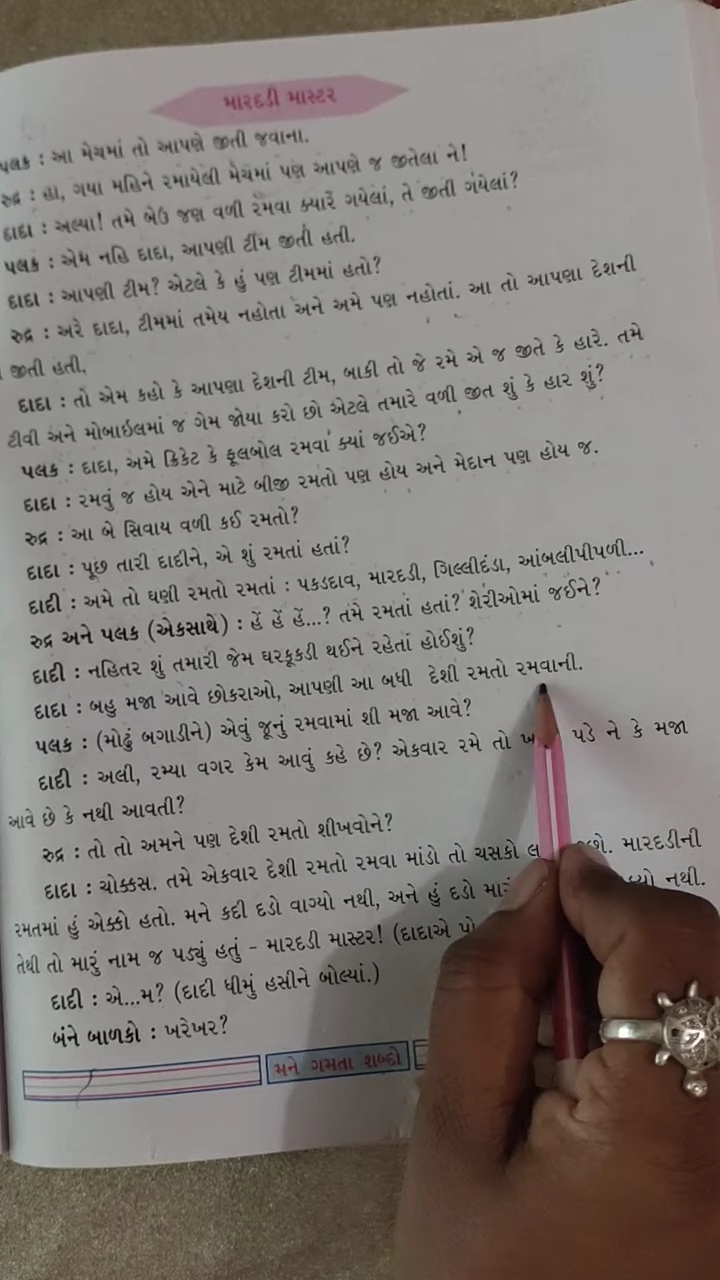 મારદડી માસ્ટર
પલક : આ મેચમાં તો આપણે જીતી જવાના.
રુદ્ર : હા, ગયા મહિને રમાયેલી મેચમાં પણ આપણે જ જીતેલા ને!
દાદા : અલ્યા! તમે બેઉ જણ વળી રમવા ક્યારે ગયેલાં, તે જીતી ગયેલાં?
પલક : એમ નહિ દાદા, આપણી ટીમ જીતી હતી.
દાદા : આપણી ટીમ? એટલે કે હું પણ ટીમમાં હતો?
રુદ્ર : અરે દાદા, ટીમમાં તમેય નહોતા અને અમે પણ નહોતાં. આ તો આપણા દેશની
જીતી હતી.
દાદા : તો એમ કહો કે આપણા દેશની ટીમ, બાકી તો જે રમે એ જ જીતે કે હારે. તમે
ટીવી અને મોબાઇલમાં જ ગેમ જોયા કરો છો એટલે તમારે વળી જીત શું કે હાર શું?
પલક : દાદા, અમે ક્રિકેટ કે ફૂલબોલ રમવા ક્યાં જઈએ?
દાદા : રમવું જ હોય એને માટે બીજી રમતો પણ હોય અને મેદાન પણ હોય જ.
રુદ્ર : આ બે સિવાય વળી કઈ રમતો?
દાદા : પૂછ તારી દાદીને, એ શું રમતાં હતાં?
દાદી : અમે તો ઘણી રમતો રમતાં : પકડદાવ, મારદડી, ગિલ્લીદંડા, આંબલીપીપળી...
રુદ્ર અને પલક (એકસાથે) : હેં હેં હેં...? તમે રમતાં હતાં? શેરીઓમાં જઈને?
દાદી : નહિતર શું તમારી જેમ ઘરકૂકડી થઈને રહેતાં હોઈશું?
દાદા : બહુ મજા આવે છોકરાઓ, આપણી આ બધી દેશી રમતો રમવાની.
પલક : (મોઢું બગાડીને) એવું જૂનું રમવામાં શી મજા આવે?
દાદી : અલી, રમ્યા વગર કેમ આવું કહે છે? એકવાર રમે તો પડે ને કે મજા
આવે છે કે નથી આવતી?
રુદ્ર : તો તો અમને પણ દેશી રમતો શીખવોને?
દાદા : ચોક્કસ. તમે એકવાર દેશી રમતો રમવા માંડો તો ચસકો મારદડીની
રમતમાં હું એક્કો હતો. મને કદી દડો વાગ્યો નથી, અને હું દડો નથી.
તેથી તો મારું નામ જ પડ્યું હતું - મારદડી માસ્ટર! (દાદાએ
દાદી : એ...મ? (દાદી ધીમું હસીને બોલ્યાં.)
બંને બાળકો : ખરેખર?
મને ગમતા શબ્દો